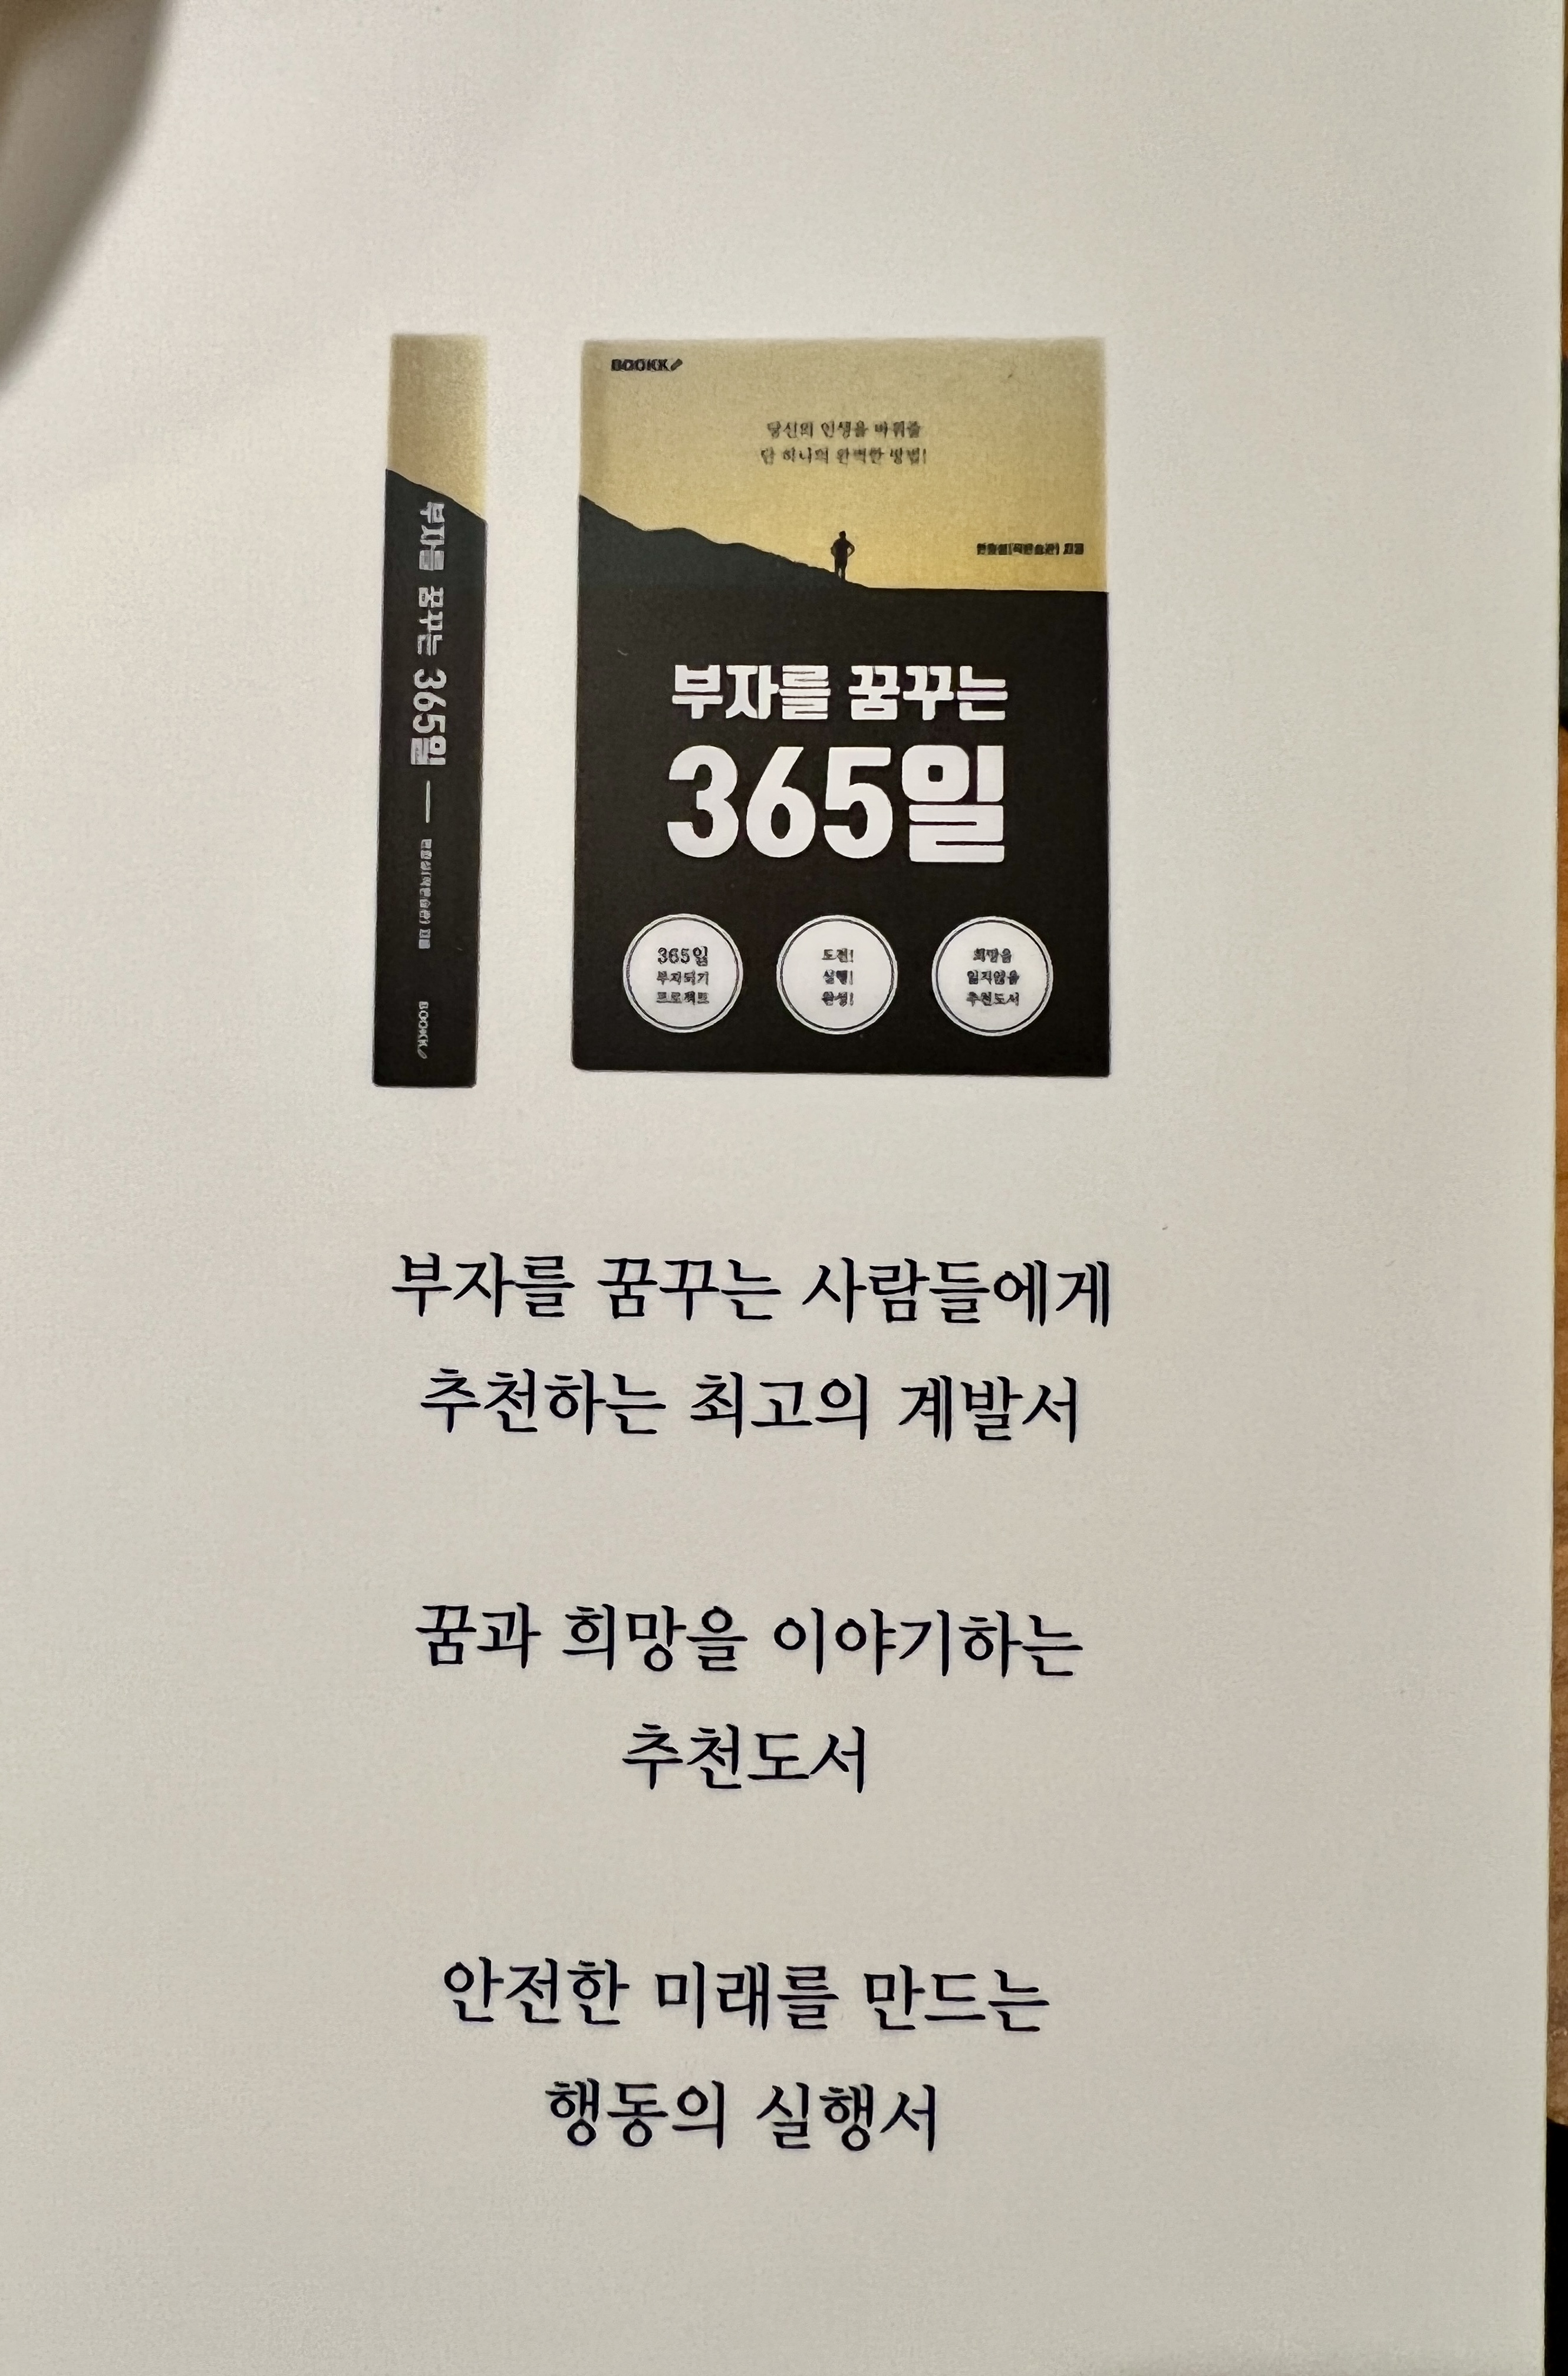 부자를 꿈꾸는 365일
BOOKK
BOOKK
당신의 인생을 바꿔줄
단 하나의 완벽한 방법!
지음
부자를 꿈꾸는
365일
365일
부자되기
프로젝트
도전!
실행!
완성!
희망을
잃지않을
추천도서
부자를 꿈꾸는 사람들에게
추천하는 최고의 계발서
꿈과 희망을 이야기하는
추천도서
안전한 미래를 만드는
행동의 실행서